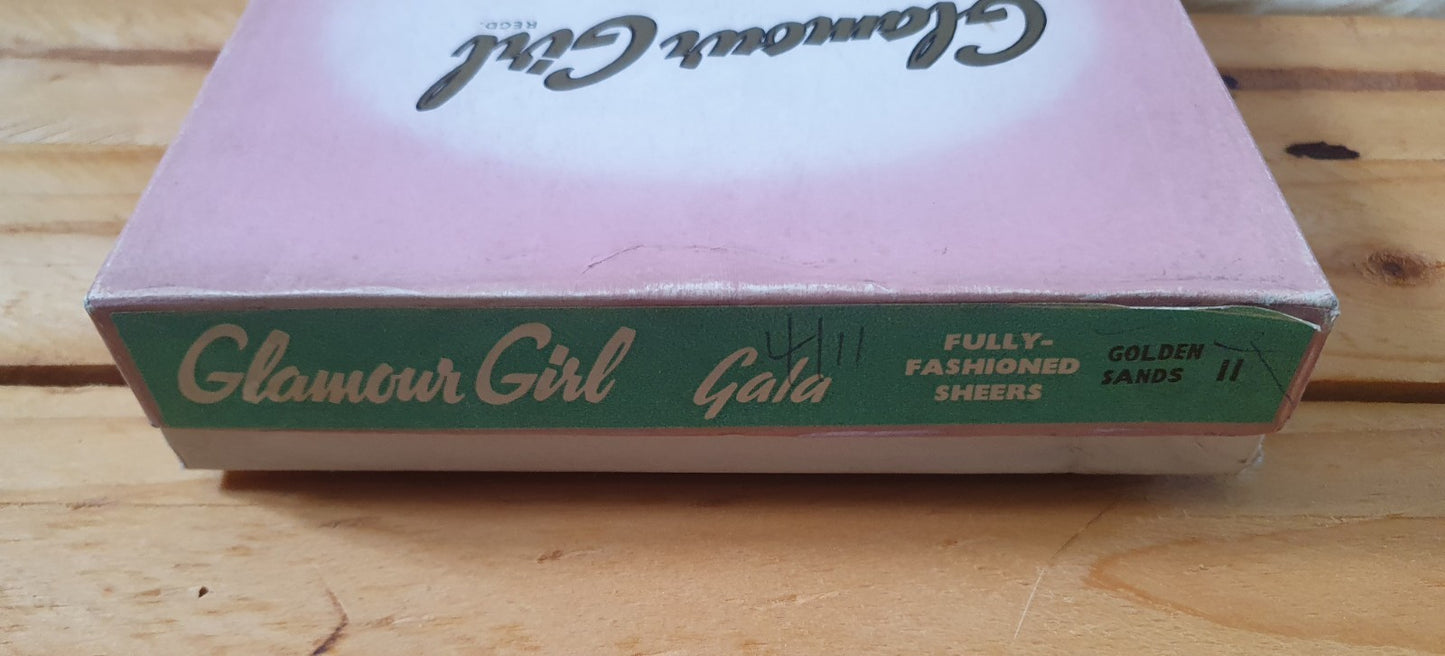 Glamour Girl
REGD.
Glamour Girl
Gala
4/11
FULLY-
FASHIONED
SHEERS
GOLDEN
SANDS
11